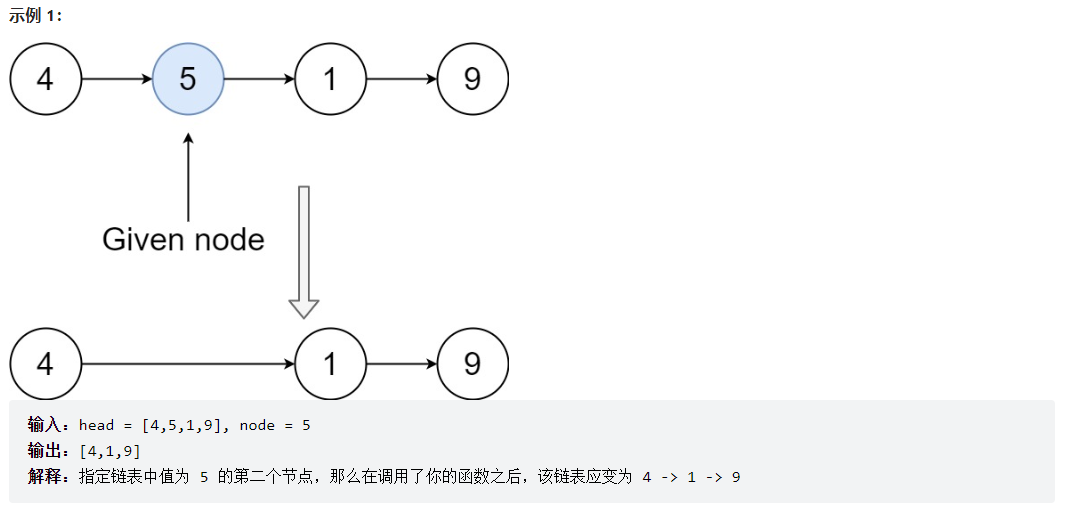 示例 1：
4 5 1 9
Given node
4 1 9
输入：head = [4,5,1,9], node = 5
输出：[4,1,9]
解释：指定链表中值为 5 的第二个节点，那么在调用了你的函数之后，该链表应变为 4 -> 1 -> 9